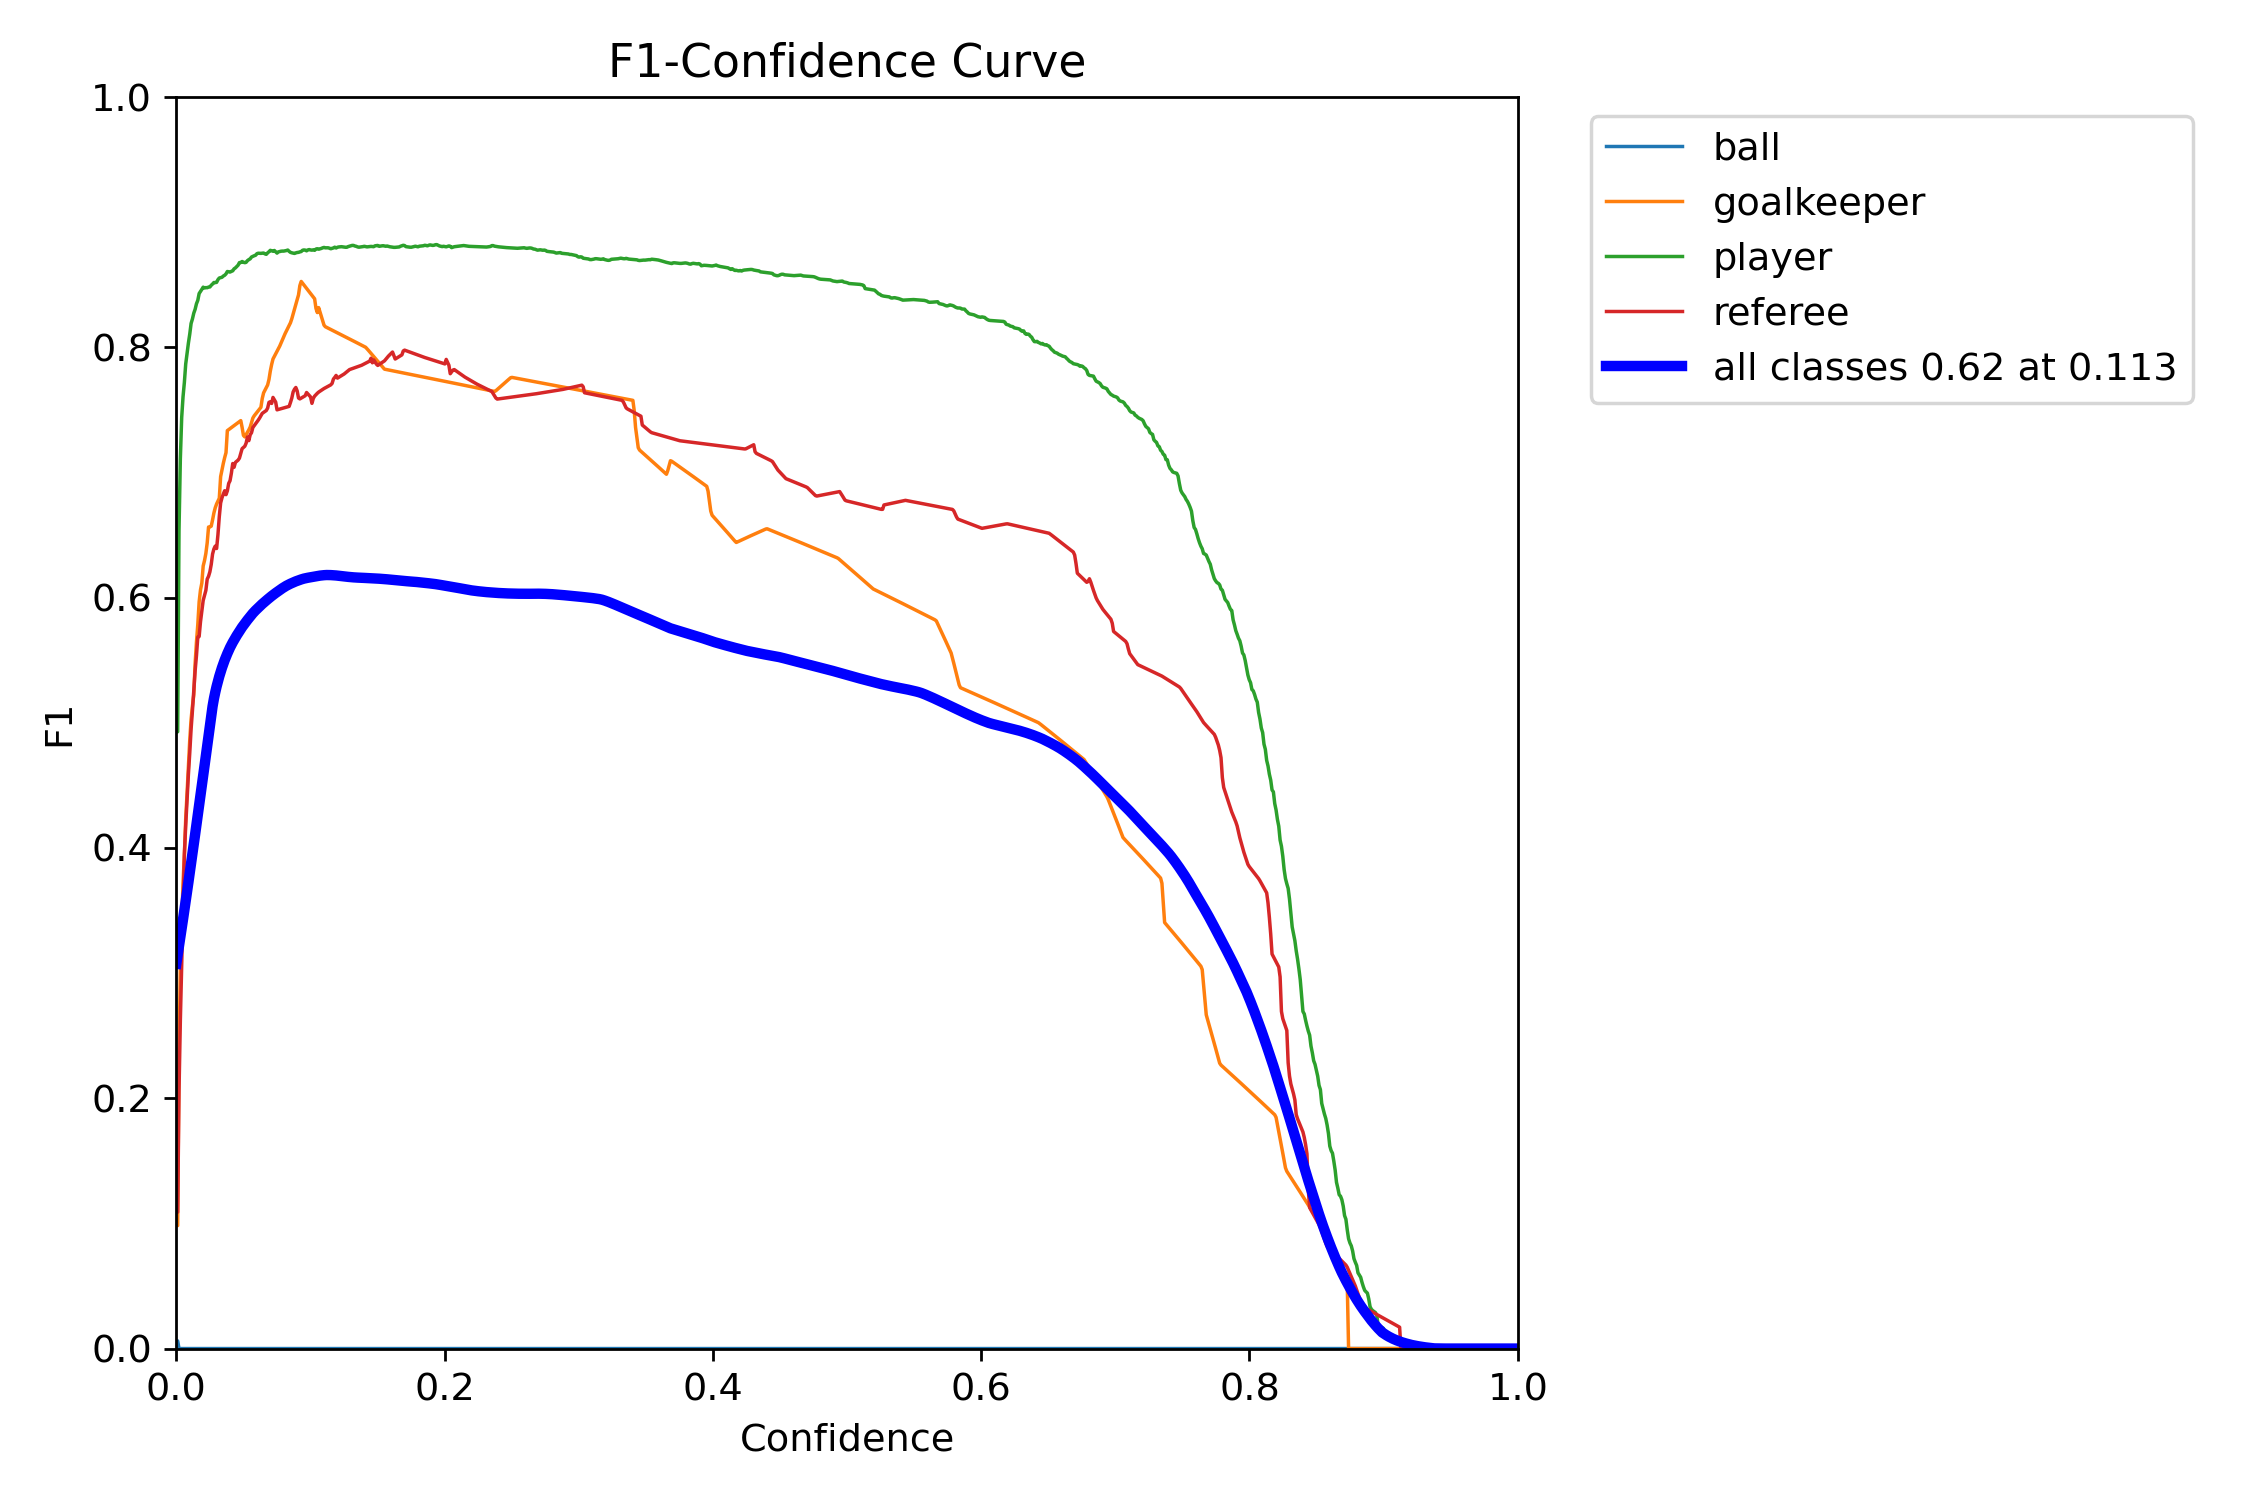 F1-Confidence Curve
1.0
0.8
0.6
0.4
0.2
0.0
F1
0.0 0.2 0.4 0.6 0.8 1.0
Confidence
ball
goalkeeper
player
referee
all classes 0.62 at 0.113